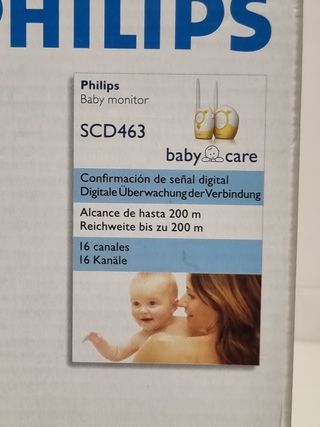 PHILIPS
Philips
Baby monitor
SCD463
baby care
Confirmación de señal digital
Digitale Überwachung der Verbindung
Alcance de hasta 200 m
Reichweite bis zu 200 m
16 canales
16 Kanäle